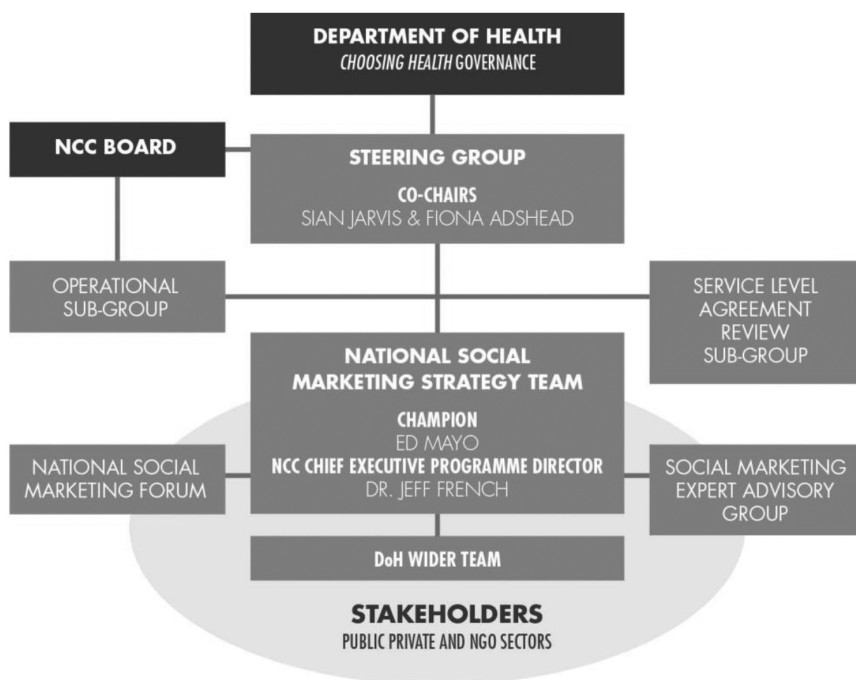 DEPARTMENT OF HEALTH
CHOOSING HEALTH GOVERNANCE
NCC BOARD
STEERING GROUP
CO-CHAIRS
SIAN JARVIS & FIONA ADSHEAD
OPERATIONAL
SUB-GROUP
SERVICE LEVEL
AGREEMENT
REVIEW
SUB-GROUP
NATIONAL SOCIAL
MARKETING STRATEGY TEAM
CHAMPION
ED MAYO
NCC CHIEF EXECUTIVE PROGRAMME DIRECTOR
DR. JEFF FRENCH
NATIONAL SOCIAL
MARKETING FORUM
SOCIAL MARKETING
EXPERT ADVISORY
GROUP
DoH WIDER TEAM
STAKEHOLDERS
PUBLIC PRIVATE AND NGO SECTORS